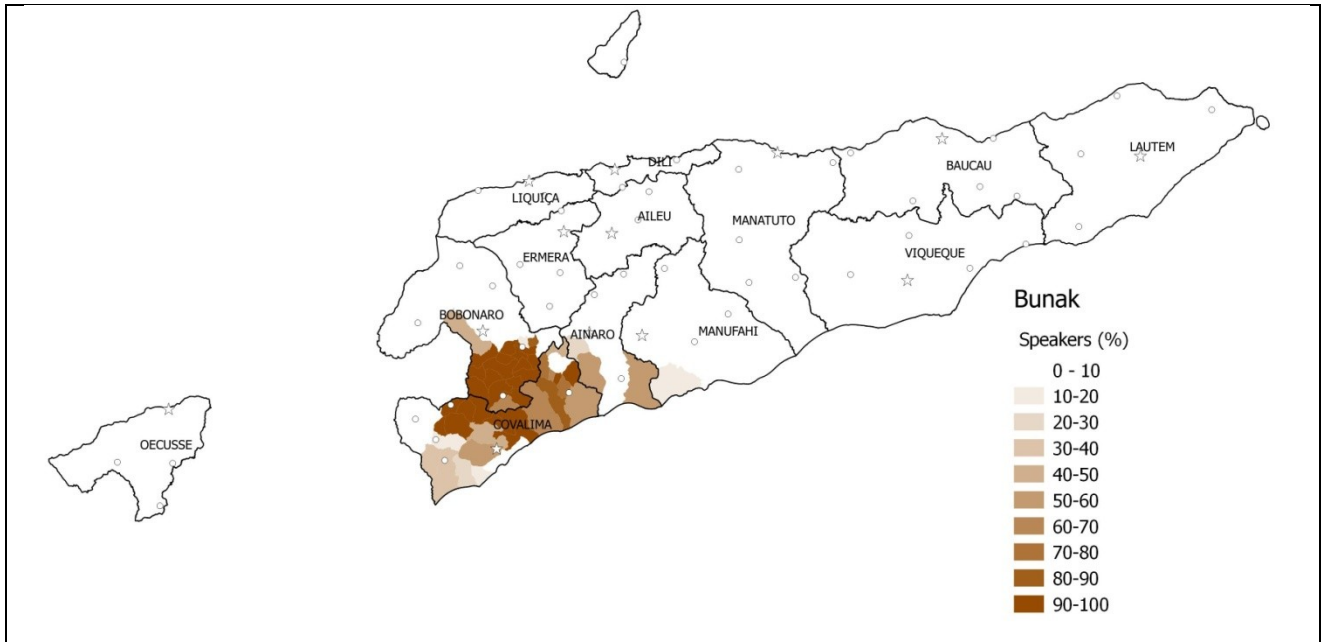 DILI
LAUTEM
BAUCAU
LIQUIÇA
AILEU
MANATUTO
ERMERA
VIQUEQUE
BOBONARO
AINARO
MANUFAHI
COVALIMA
OECUSSE
Bunak
Speakers (%)
0 - 10
10-20
20-30
30-40
40-50
50-60
60-70
70-80
80-90
90-100